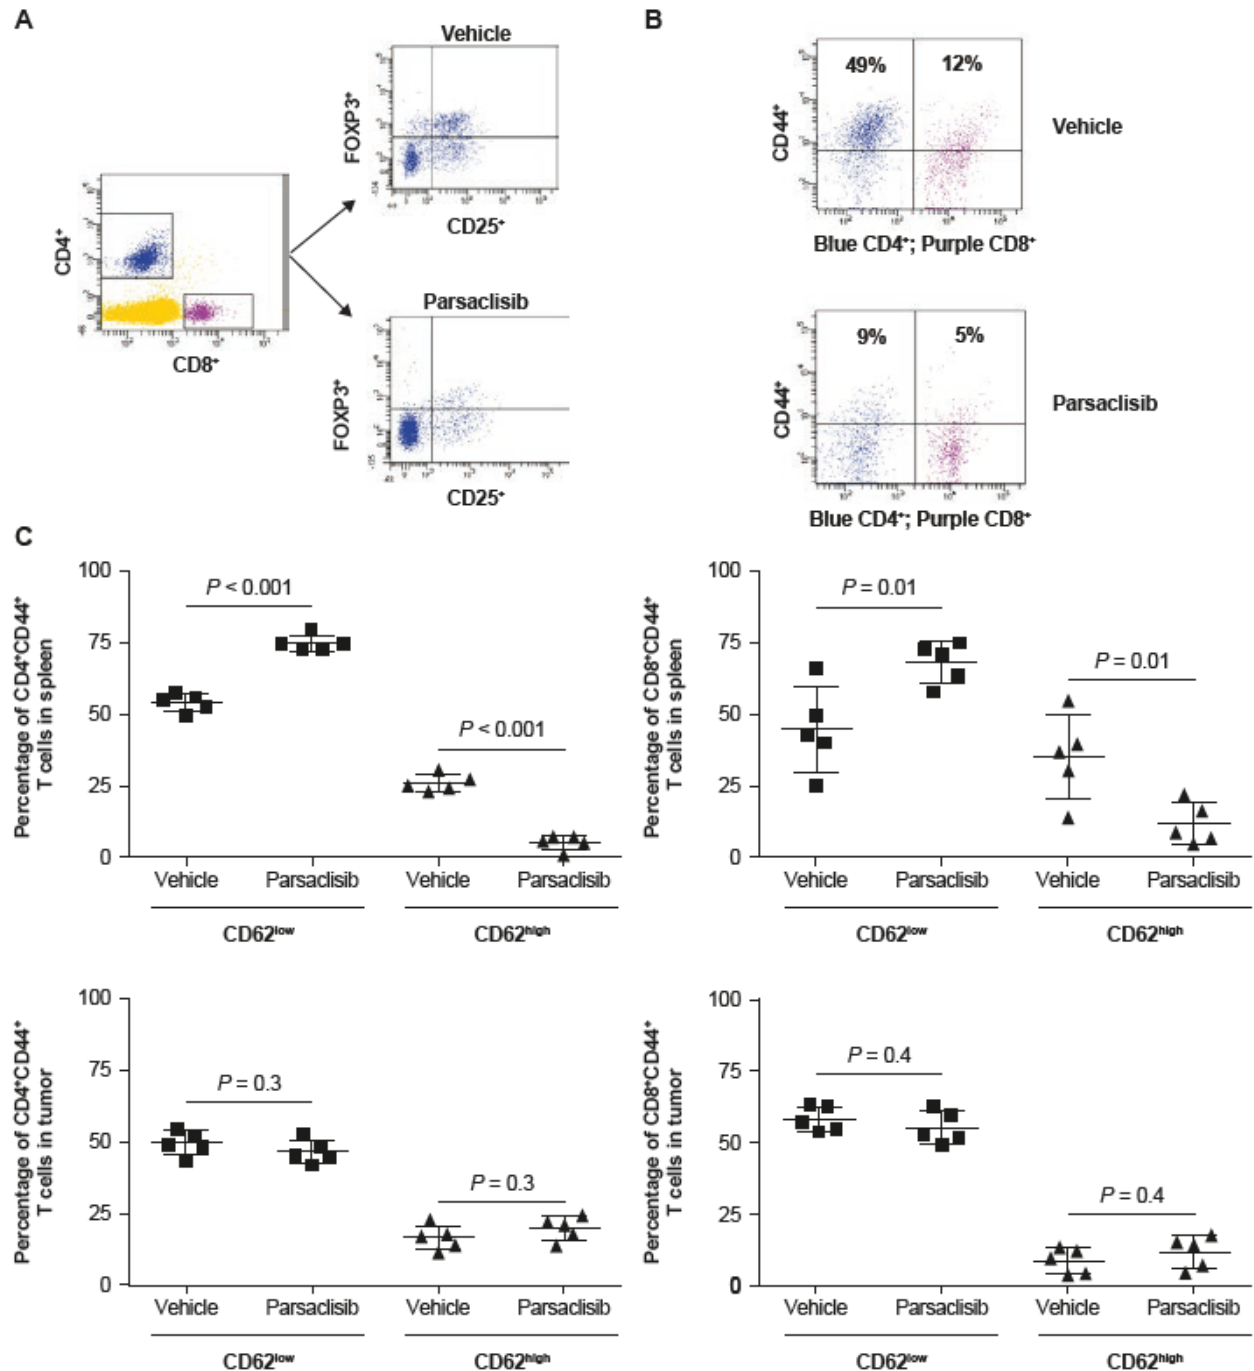 A
B
Vehicle
FOXP3⁺
CD25⁺
CD4⁺
CD8⁺
Parsaclisib
FOXP3⁺
CD25⁺
49%
12%
CD44⁺
Vehicle
Blue CD4⁺; Purple CD8⁺
9%
5%
CD44⁺
Parsaclisib
Blue CD4⁺; Purple CD8⁺
C
Percentage of CD4⁺CD44⁺
T cells in spleen
100
75
50
25
0
P < 0.001
P < 0.001
Vehicle
Parsaclisib
Vehicle
Parsaclisib
CD62ˡᵒʷ
CD62ʰⁱᵍʰ
Percentage of CD8⁺CD44⁺
T cells in spleen
100
75
50
25
0
P = 0.01
P = 0.01
Vehicle
Parsaclisib
Vehicle
Parsaclisib
CD62ˡᵒʷ
CD62ʰⁱᵍʰ
Percentage of CD4⁺CD44⁺
T cells in tumor
100
75
50
25
0
P = 0.3
P = 0.3
Vehicle
Parsaclisib
Vehicle
Parsaclisib
CD62ˡᵒʷ
CD62ʰⁱᵍʰ
Percentage of CD8⁺CD44⁺
T cells in tumor
100
75
50
25
0
P = 0.4
P = 0.4
Vehicle
Parsaclisib
Vehicle
Parsaclisib
CD62ˡᵒʷ
CD62ʰⁱᵍʰ